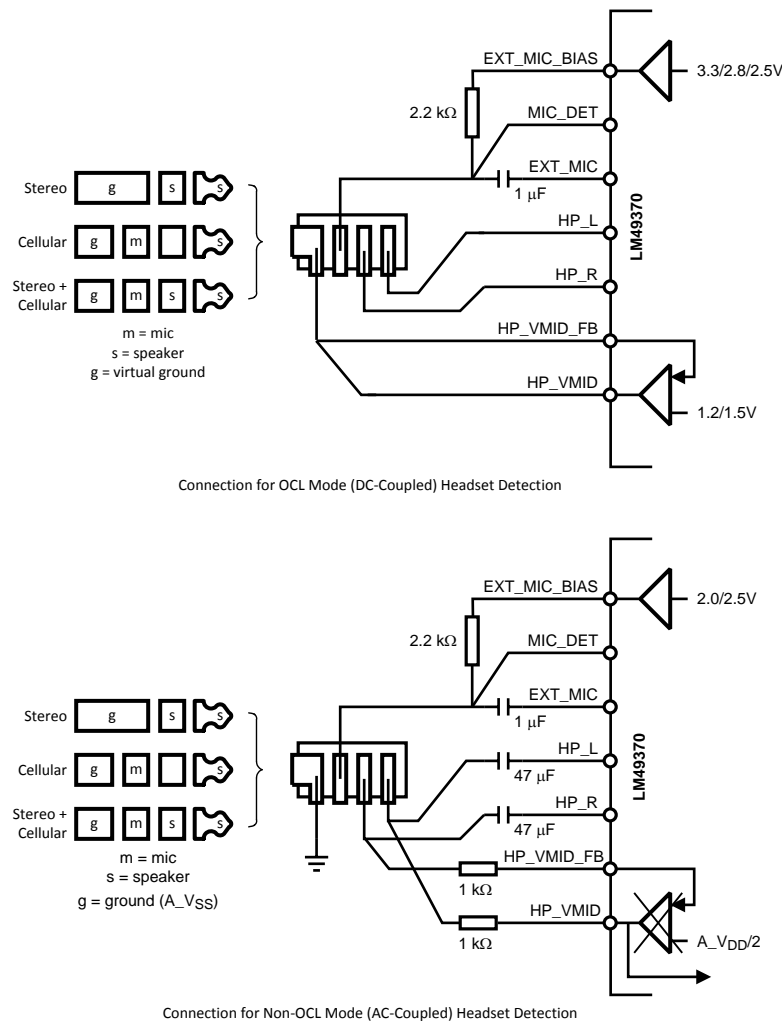 EXT_MIC_BIAS
3.3/2.8/2.5V
2.2 kΩ
MIC_DET
EXT_MIC
1 μF
Stereo
g
s
s
HP_L
LM49370
Cellular
g
m
s
HP_R
Stereo +
Cellular
g
m
s
s
m = mic
s = speaker
g = virtual ground
HP_VMID_FB
HP_VMID
1.2/1.5V
Connection for OCL Mode (DC-Coupled) Headset Detection
EXT_MIC_BIAS
2.0/2.5V
2.2 kΩ
MIC_DET
EXT_MIC
1 μF
Stereo
g
s
s
HP_L
47 μF
LM49370
Cellular
g
m
s
HP_R
47 μF
Stereo +
Cellular
g
m
s
s
m = mic
s = speaker
g = ground (A_VSS)
HP_VMID_FB
1 kΩ
HP_VMID
1 kΩ
A_VDD/2
Connection for Non-OCL Mode (AC-Coupled) Headset Detection